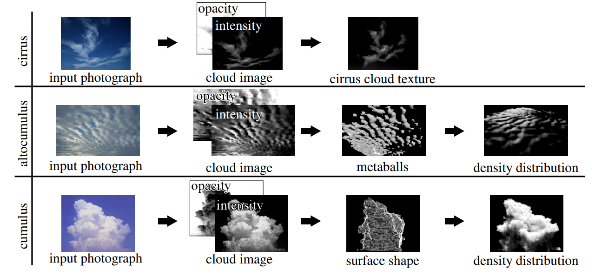 cirrus
opacity
intensity
input photograph
cloud image
cirrus cloud texture
altocumulus
opacity
intensity
input photograph
cloud image
metaballs
density distribution
cumulus
opacity
intensity
input photograph
cloud image
surface shape
density distribution